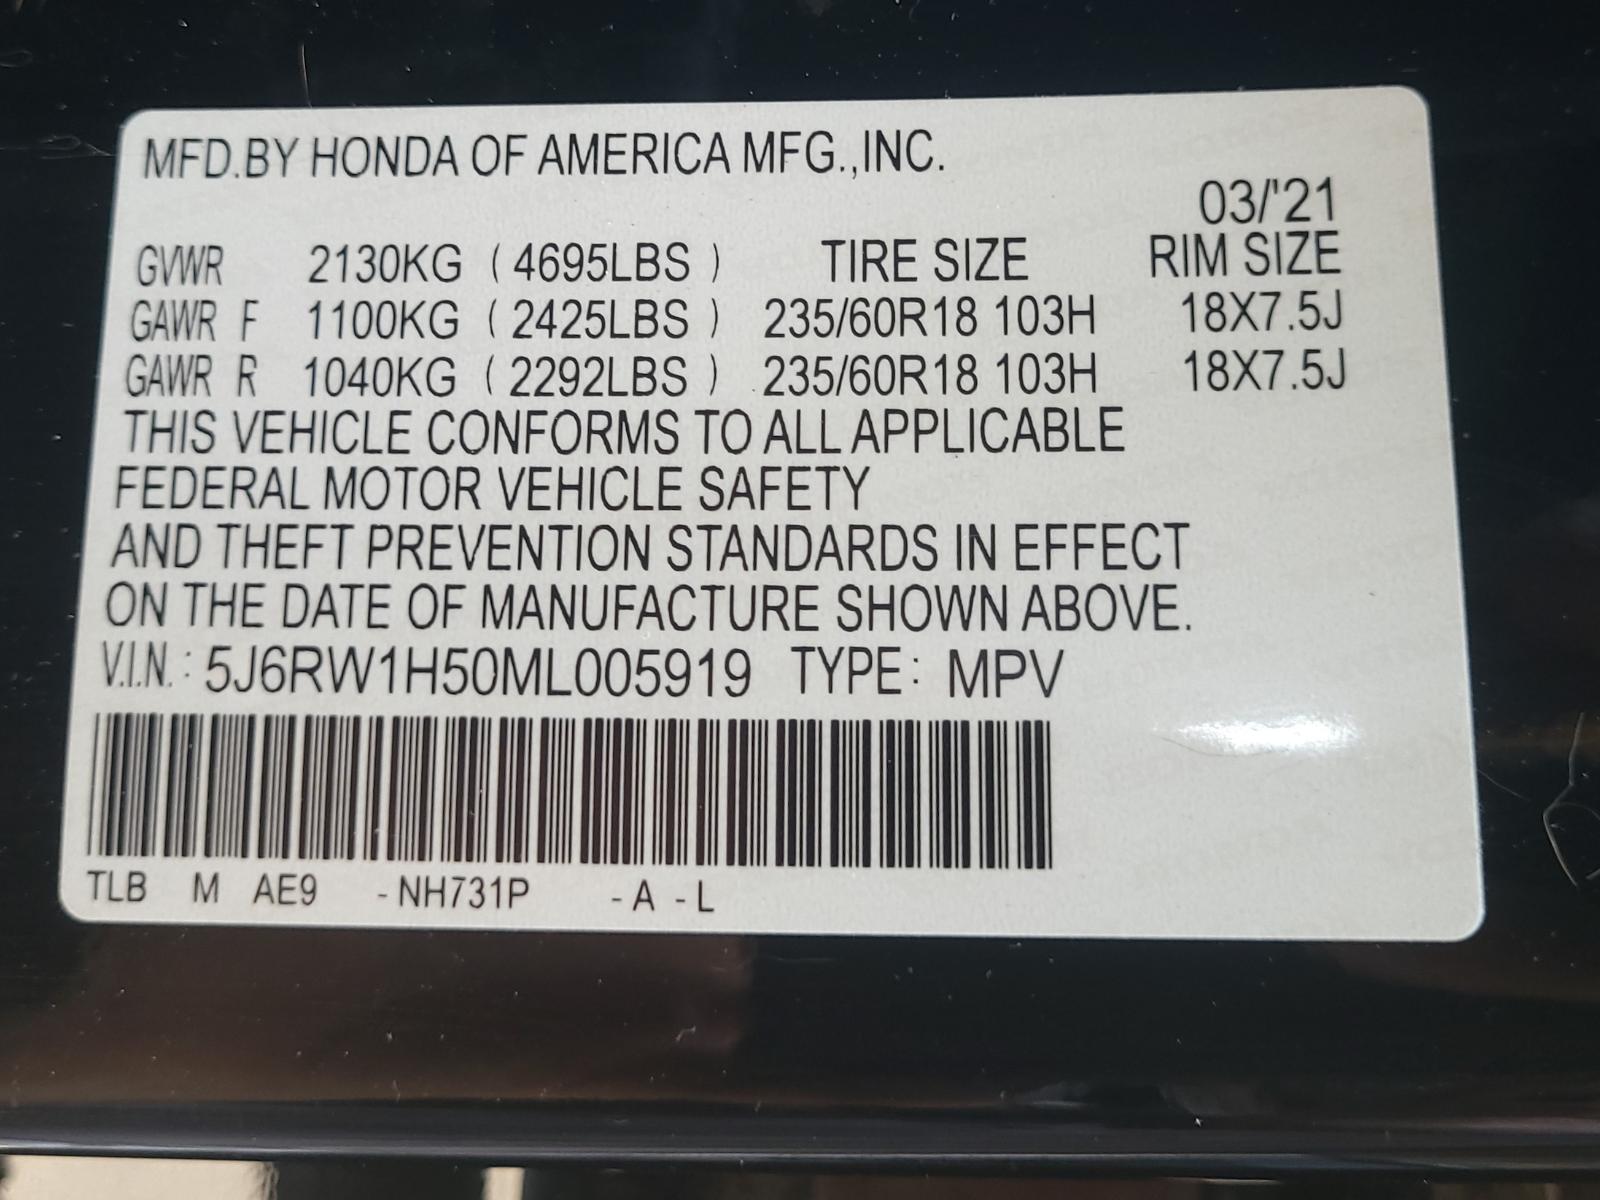 MFD.BY HONDA OF AMERICA MFG.,INC.
03/'21
GVWR 2130KG ( 4695LBS ) TIRE SIZE RIM SIZE
GAWR F 1100KG ( 2425LBS ) 235/60R18 103H 18X7.5J
GAWR R 1040KG ( 2292LBS ) 235/60R18 103H 18X7.5J
THIS VEHICLE CONFORMS TO ALL APPLICABLE
FEDERAL MOTOR VEHICLE SAFETY
AND THEFT PREVENTION STANDARDS IN EFFECT
ON THE DATE OF MANUFACTURE SHOWN ABOVE.
V.I.N.: 5J6RW1H50ML005919 TYPE: MPV
TLB M AE9 -NH731P -A -L